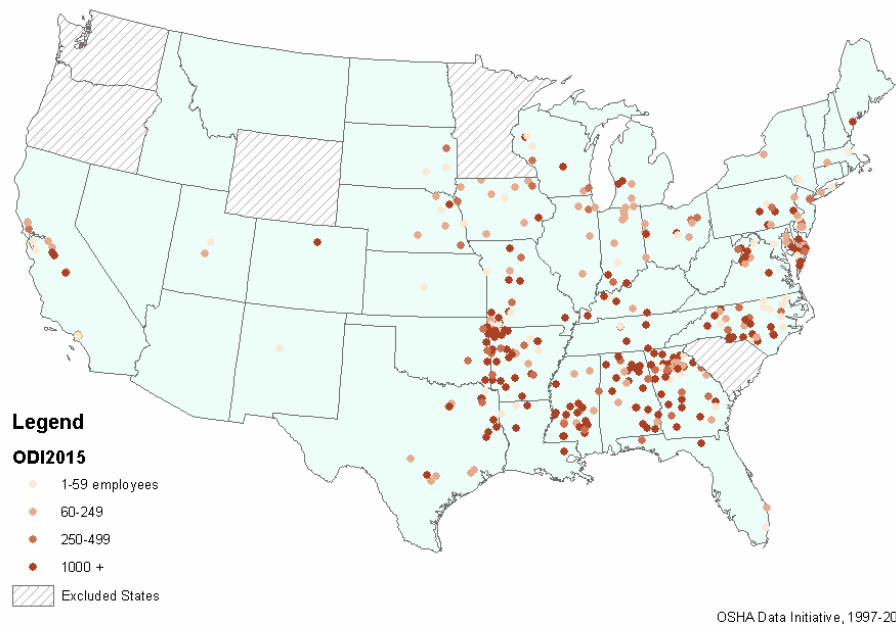 Legend
ODI2015
1-59 employees
60-249
250-499
1000 +
Excluded States
OSHA Data Initiative, 1997-20